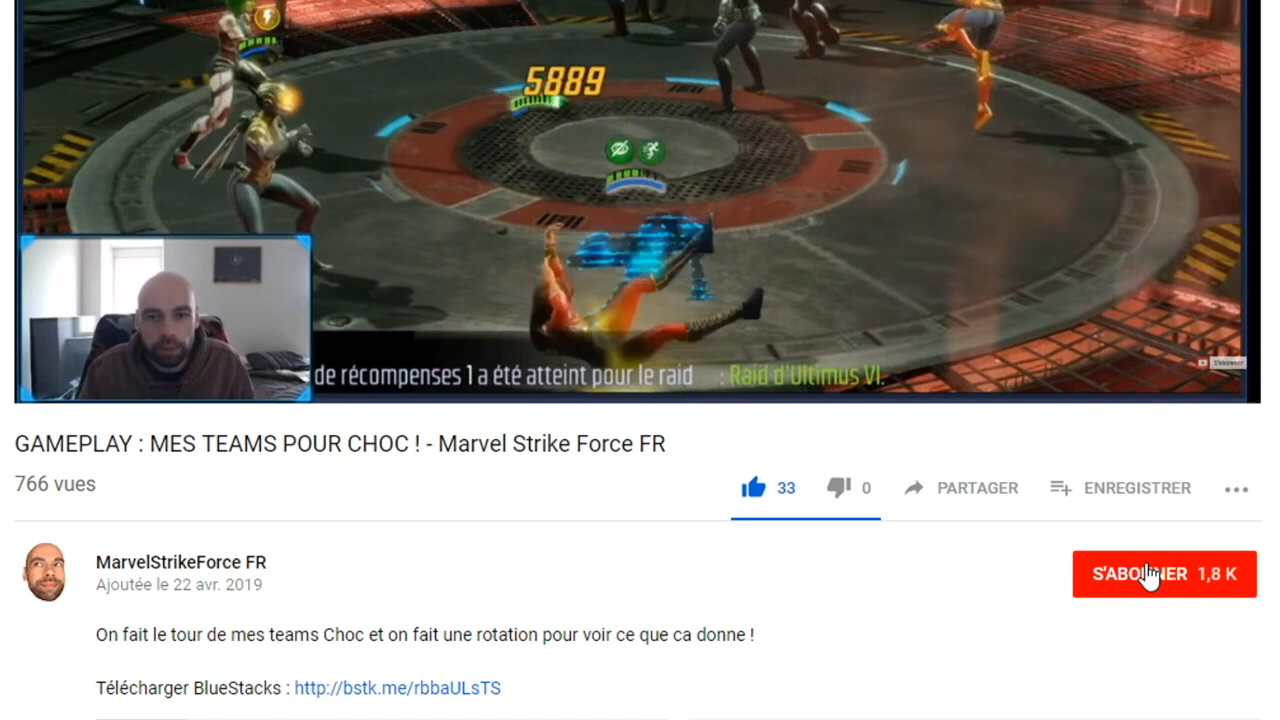 5889
de récompenses 1 a été atteint pour le raid : Raid d'Ultimus VI.
S'abonner
GAMEPLAY : MES TEAMS POUR CHOC ! - Marvel Strike Force FR
766 vues
33 0 PARTAGER ENREGISTRER
MarvelStrikeForce FR
Ajoutée le 22 avr. 2019
S'ABONNER 1,8 K
On fait le tour de mes teams Choc et on fait une rotation pour voir ce que ca donne !
Télécharger BlueStacks : http://bstk.me/rbbaULsTS